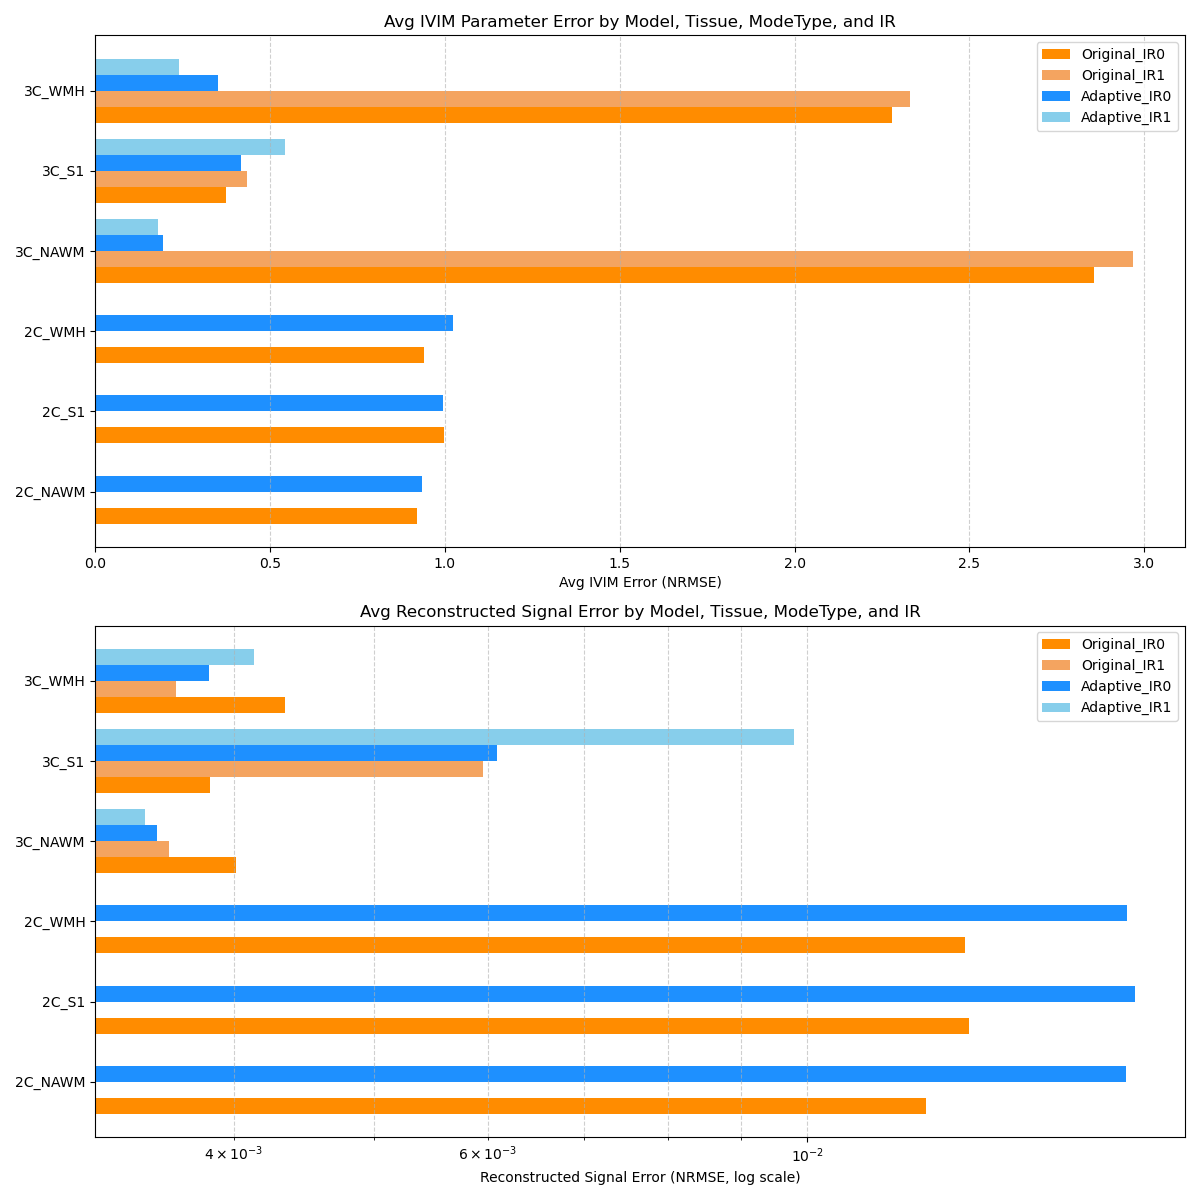 Avg IVIM Parameter Error by Model, Tissue, ModeType, and IR
Original_IR0
Original_IR1
Adaptive_IR0
Adaptive_IR1
3C_WMH
3C_S1
3C_NAWM
2C_WMH
2C_S1
2C_NAWM
0.0 0.5 1.0 1.5 2.0 2.5 3.0
Avg IVIM Error (NRMSE)
Avg Reconstructed Signal Error by Model, Tissue, ModeType, and IR
Original_IR0
Original_IR1
Adaptive_IR0
Adaptive_IR1
3C_WMH
3C_S1
3C_NAWM
2C_WMH
2C_S1
2C_NAWM
4 × 10⁻³ 6 × 10⁻³ 10⁻²
Reconstructed Signal Error (NRMSE, log scale)